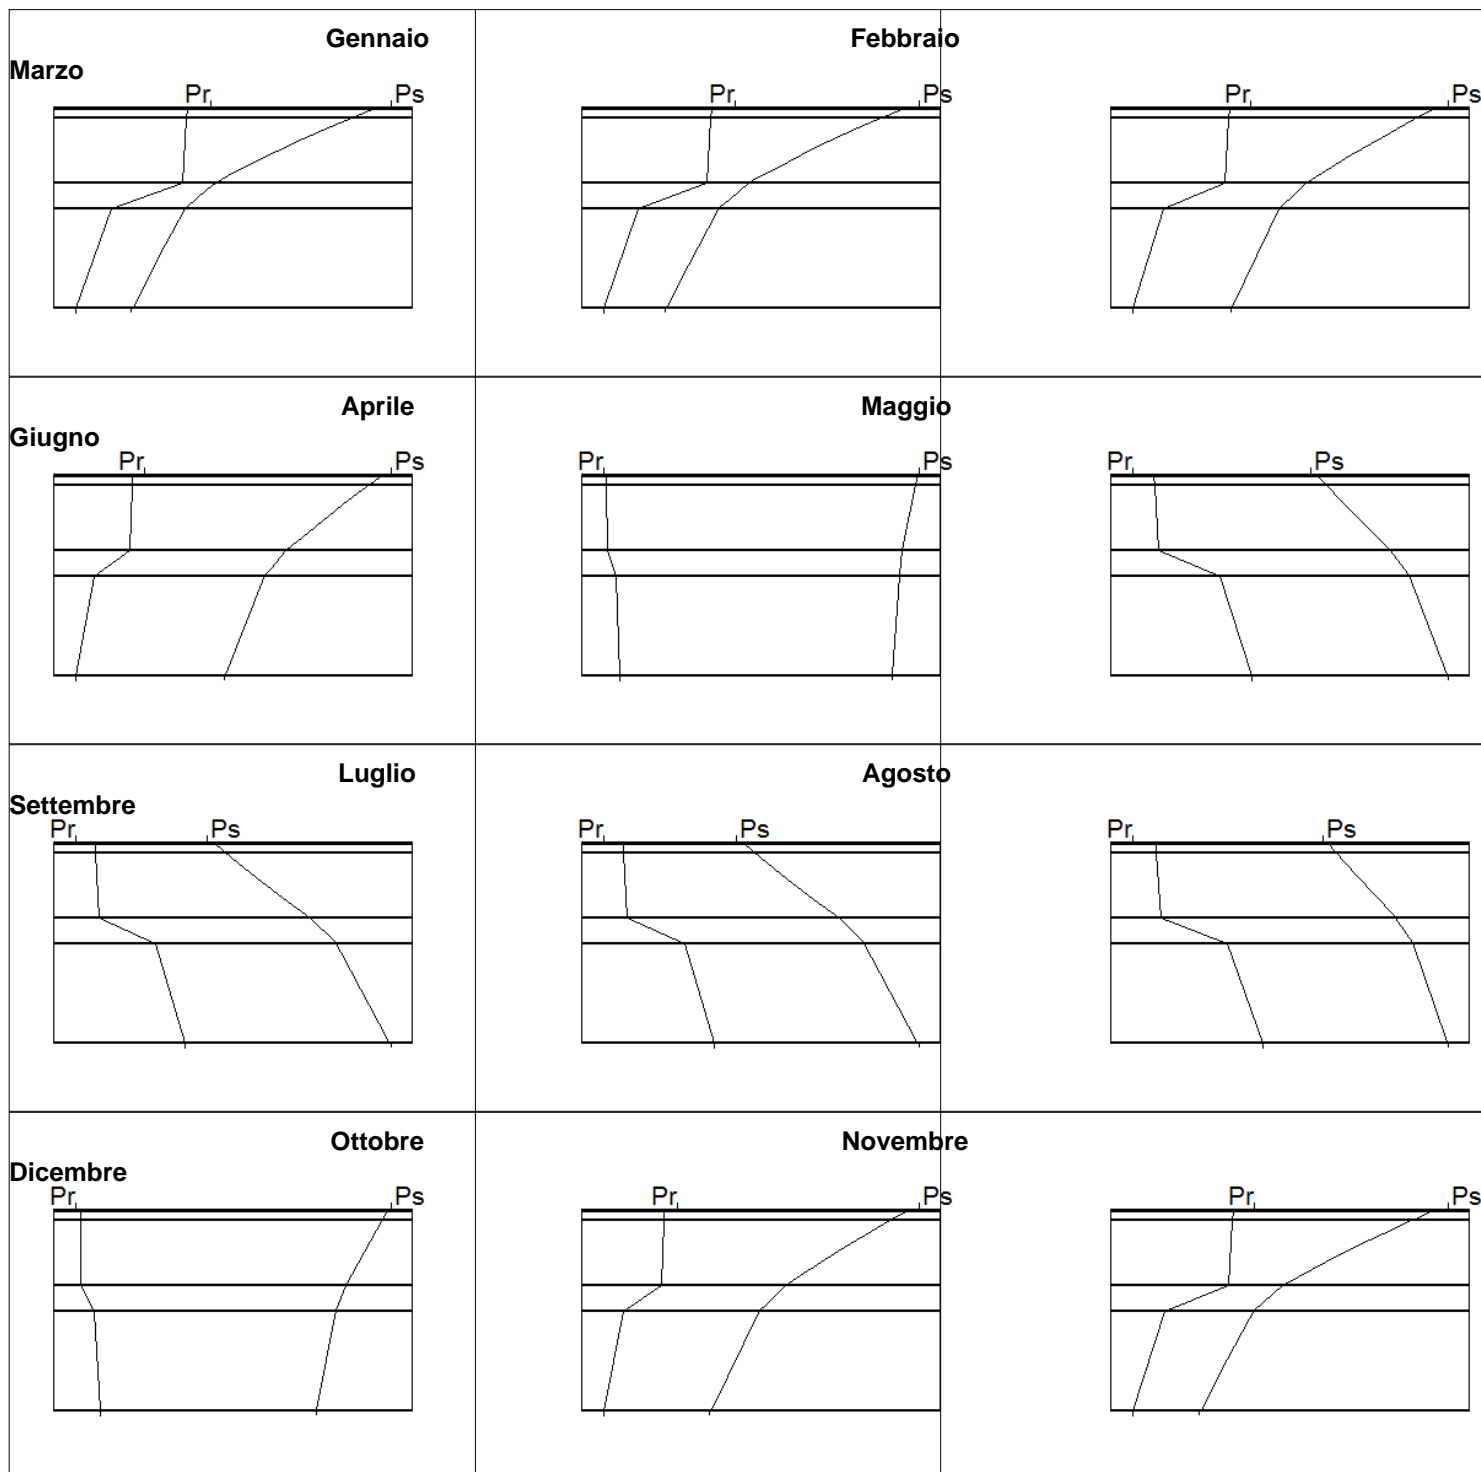 Gennaio Febbraio
Marzo
Pr Ps Pr Ps Pr Ps
Aprile Maggio
Giugno
Pr Ps Pr Ps Pr Ps
Luglio Agosto
Settembre
Pr Ps Pr Ps Pr Ps
Ottobre Novembre
Dicembre
Pr Ps Pr Ps Pr Ps